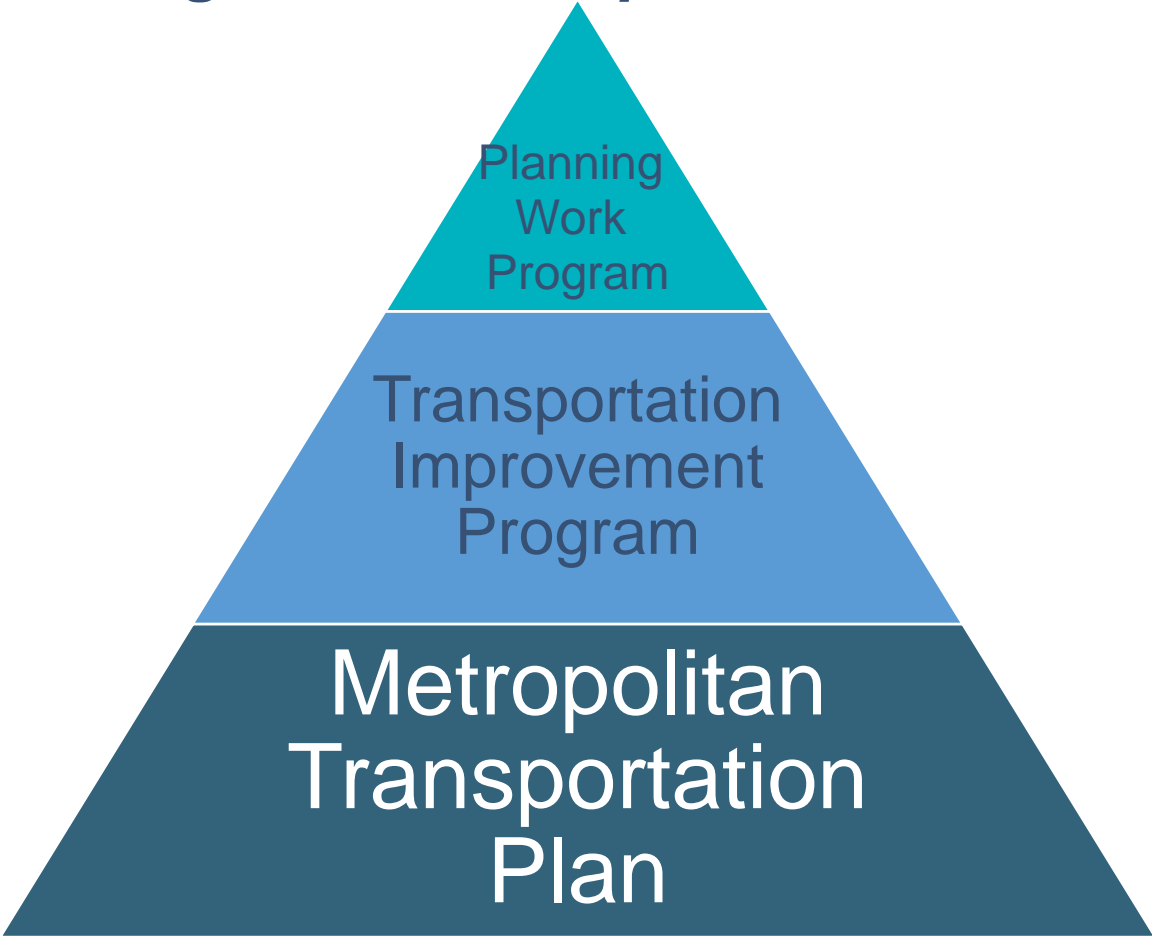 Planning
Work
Program
Transportation
Improvement
Program
Metropolitan
Transportation
Plan